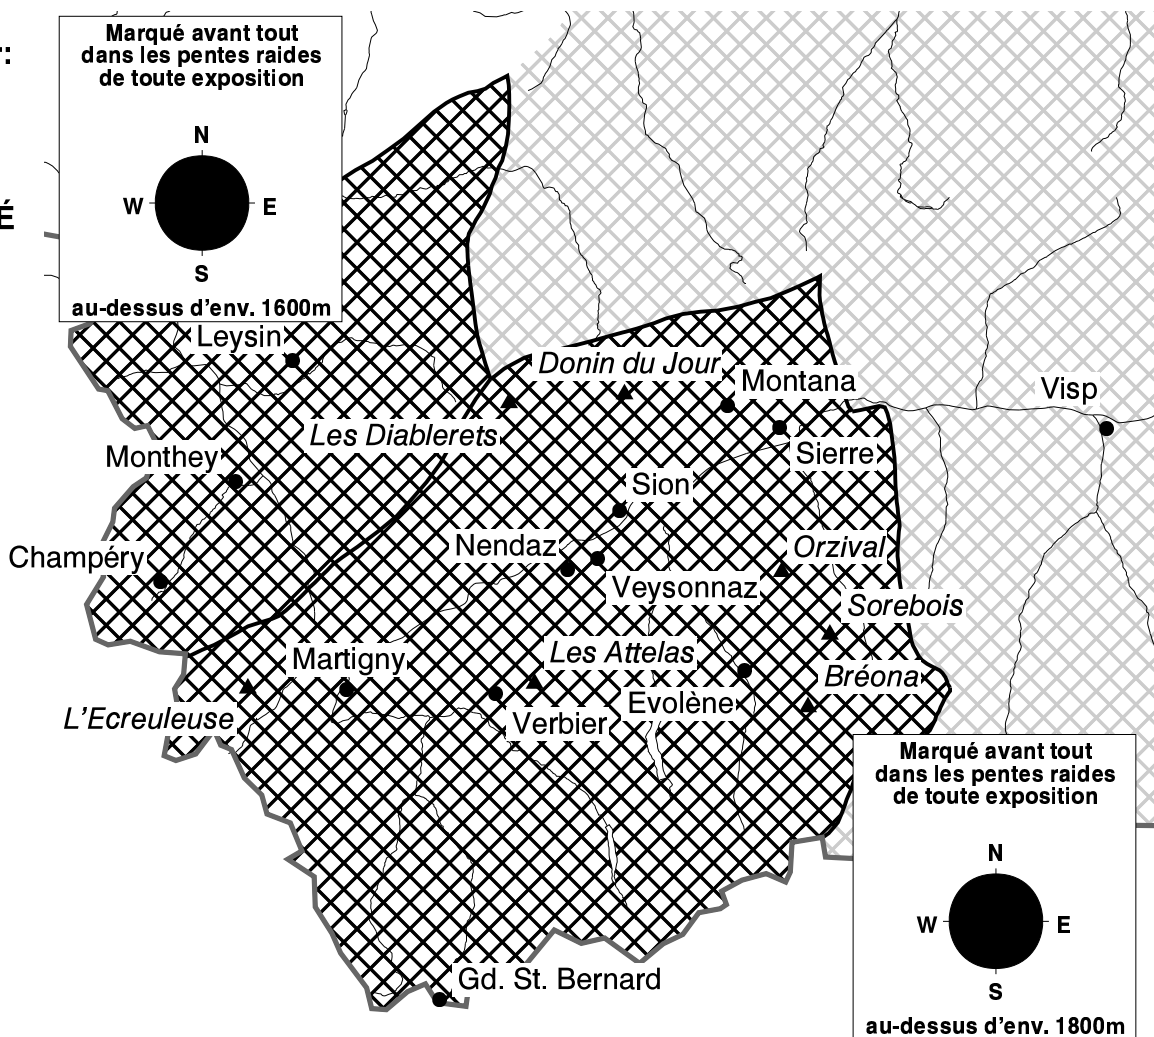 Marqué avant tout
dans les pentes raides
de toute exposition
:
N
W E
É
S
au-dessus d'env. 1600m
Leysin
Donin du Jour
Montana
Visp
Les Diablerets
Sierre
Monthey
Sion
Champéry
Nendaz
Orzival
Veysonnaz
Sorebois
Martigny
Les Attelas
Bréona
L'Ecreuleuse
Verbier
Evolène
Marqué avant tout
dans les pentes raides
de toute exposition
N
W E
S
au-dessus d'env. 1800m
Gd. St. Bernard